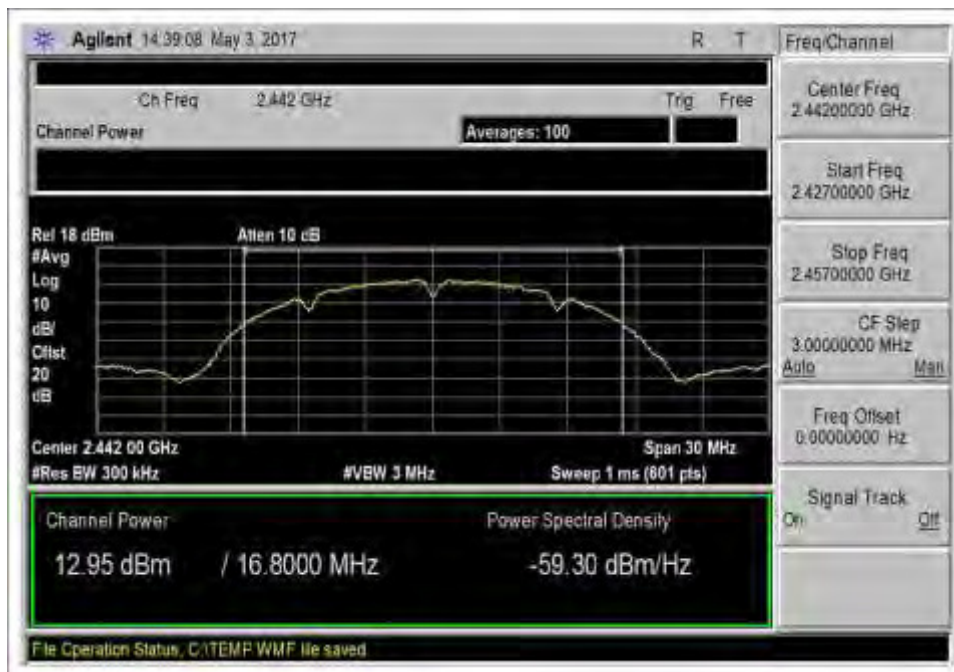 Agilent 14:39:08 May 3, 2017 R T
Freq/Channel
Ch Freq 2.442 GHz Trig Free
Channel Power Averages: 100
Ref 18 dBm Atten 10 dB
#Avg
Log
10
dB/
Offst
20
dB
Center 2.442 00 GHz Span 30 MHz
#Res BW 300 kHz #VBW 3 MHz Sweep 1 ms (601 pts)
Channel Power Power Spectral Density
12.95 dBm / 16.8000 MHz -59.30 dBm/Hz
File Operation Status, C:\TEMP.WMF file saved
Center Freq
2.44200000 GHz
Start Freq
2.42700000 GHz
Stop Freq
2.45700000 GHz
CF Step
3.00000000 MHz
Auto Man
Freq Offset
0.00000000 Hz
Signal Track
On Off